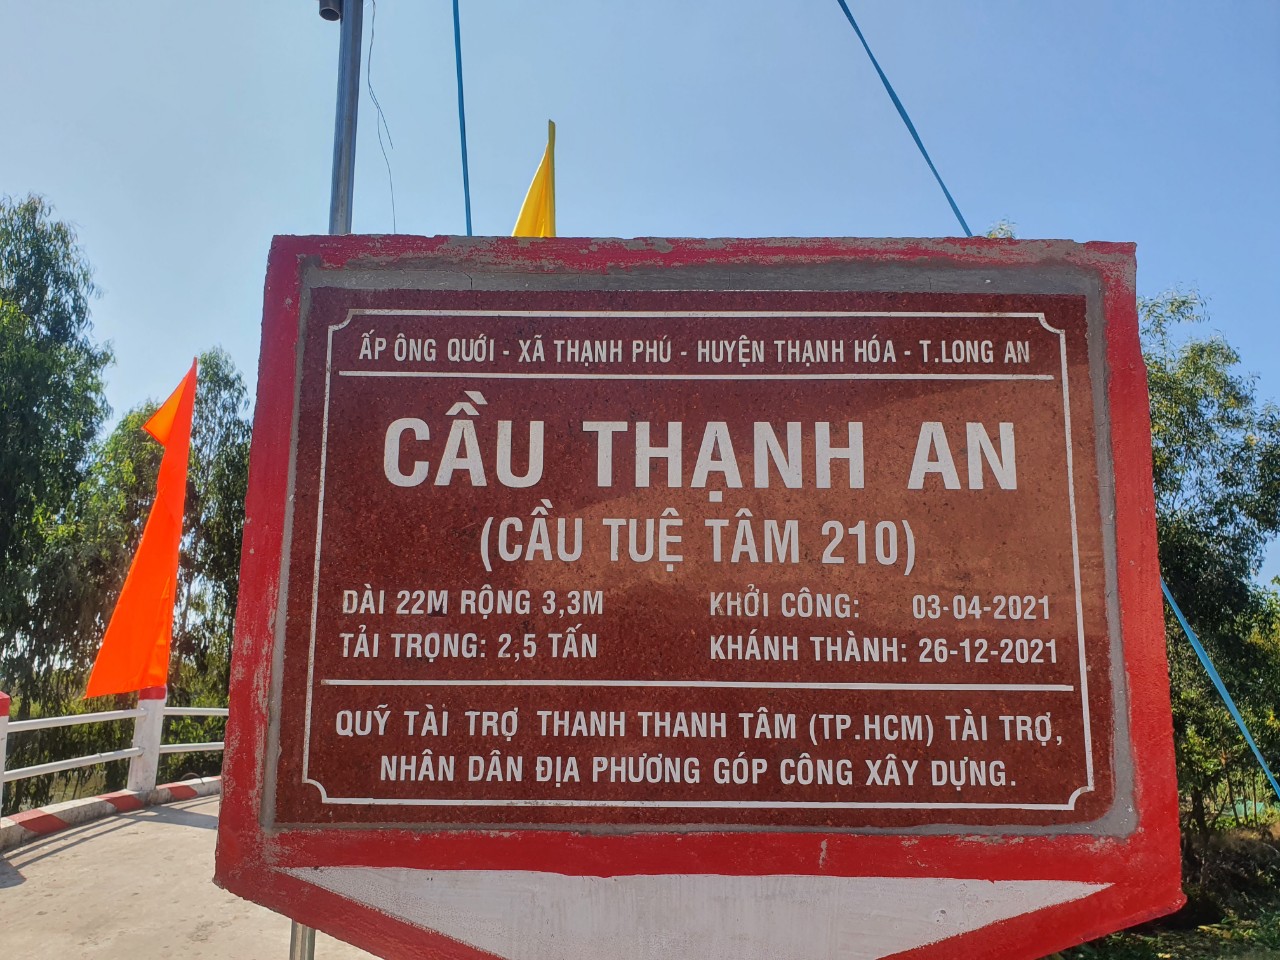 ẤP ÔNG QUỚI - XÃ THẠNH PHÚ - HUYỆN THẠNH HÓA - T.LONG AN
CẦU THẠNH AN
(CẦU TUỆ TÂM 210)
DÀI 22M RỘNG 3,3M KHỞI CÔNG: 03-04-2021
TẢI TRỌNG: 2,5 TẤN KHÁNH THÀNH: 26-12-2021
QUỸ TÀI TRỢ THANH THANH TÂM (TP.HCM) TÀI TRỢ,
NHÂN DÂN ĐỊA PHƯƠNG GÓP CÔNG XÂY DỰNG.